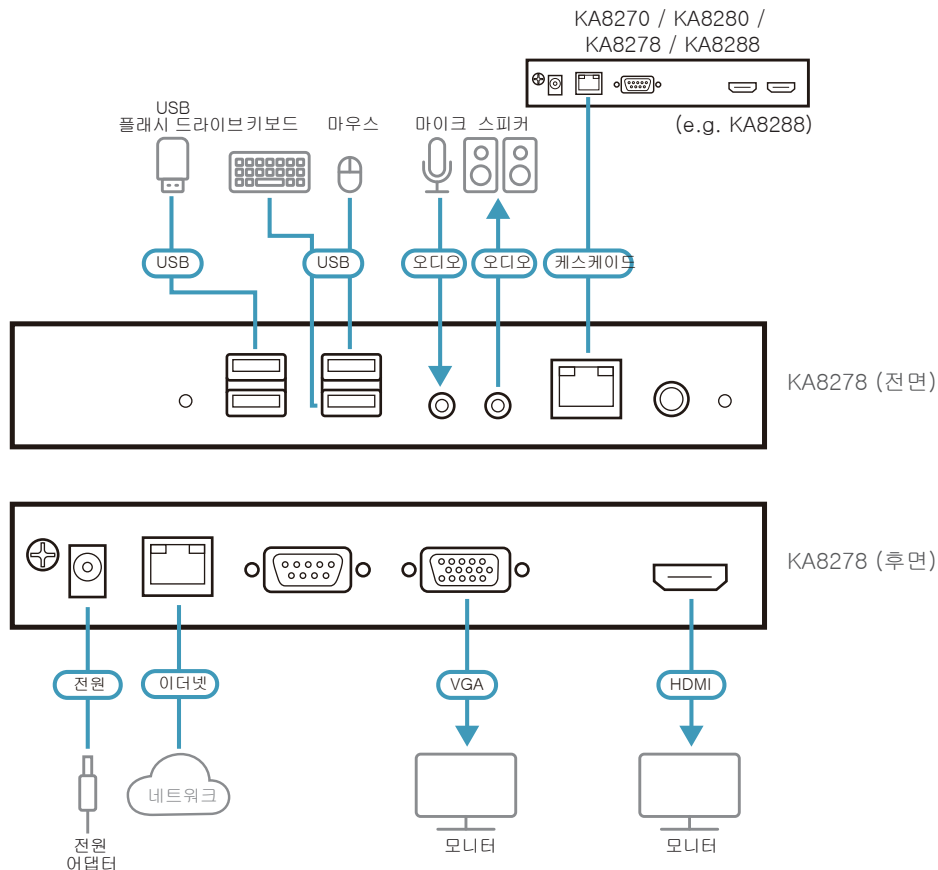 KA8270 / KA8280 /
KA8278 / KA8288
(e.g. KA8288)
USB
플래시 드라이브
키보드
마우스
마이크
스피커
USB
USB
오디오
오디오
케스케이드
KA8278 (전면)
KA8278 (후면)
전원
이더넷
VGA
HDMI
네트워크
전원
어댑터
모니터
모니터